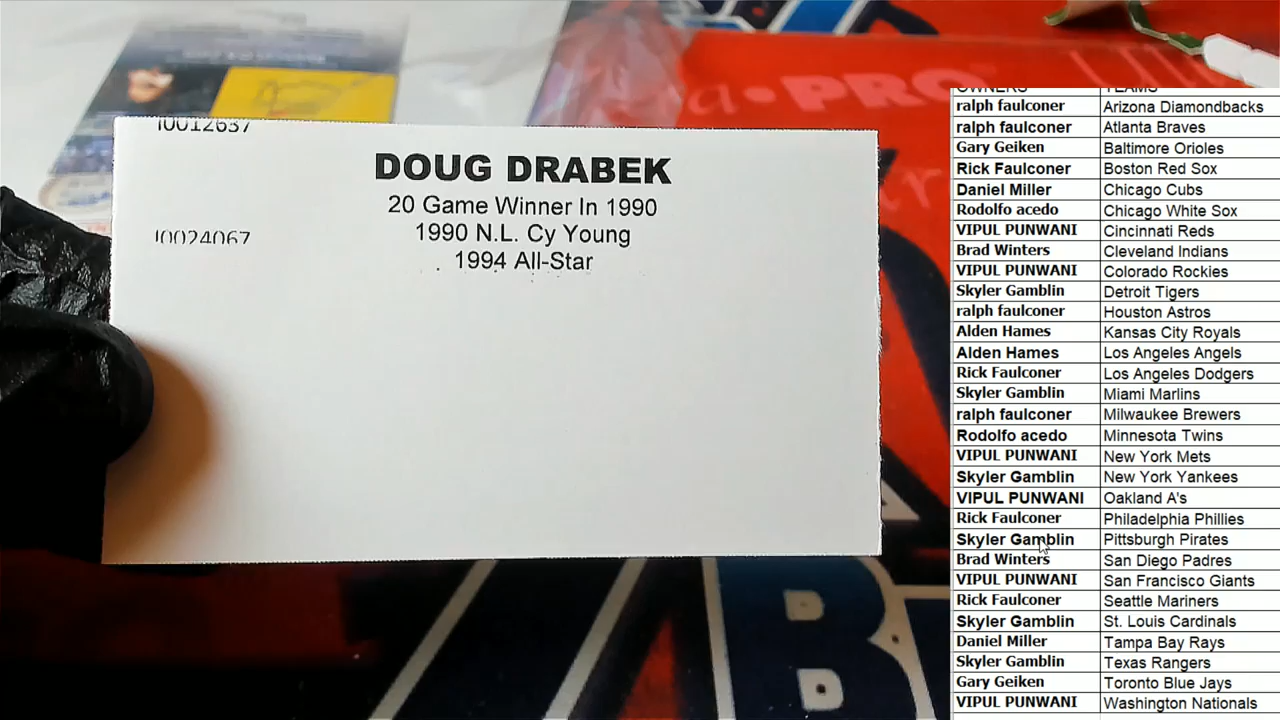 PRO
I0012637
DOUG DRABEK
20 Game Winner In 1990
1990 N.L. Cy Young
1994 All-Star
I0024067
OWNERS TEAMS
ralph faulconer Arizona Diamondbacks
ralph faulconer Atlanta Braves
Gary Geiken Baltimore Orioles
Rick Faulconer Boston Red Sox
Daniel Miller Chicago Cubs
Rodolfo acedo Chicago White Sox
VIPUL PUNWANI Cincinnati Reds
Brad Winters Cleveland Indians
VIPUL PUNWANI Colorado Rockies
Skyler Gamblin Detroit Tigers
ralph faulconer Houston Astros
Alden Hames Kansas City Royals
Alden Hames Los Angeles Angels
Rick Faulconer Los Angeles Dodgers
Skyler Gamblin Miami Marlins
ralph faulconer Milwaukee Brewers
Rodolfo acedo Minnesota Twins
VIPUL PUNWANI New York Mets
Skyler Gamblin New York Yankees
VIPUL PUNWANI Oakland A's
Rick Faulconer Philadelphia Phillies
Skyler Gamblin Pittsburgh Pirates
Brad Winters San Diego Padres
VIPUL PUNWANI San Francisco Giants
Rick Faulconer Seattle Mariners
Skyler Gamblin St. Louis Cardinals
Daniel Miller Tampa Bay Rays
Skyler Gamblin Texas Rangers
Gary Geiken Toronto Blue Jays
VIPUL PUNWANI Washington Nationals